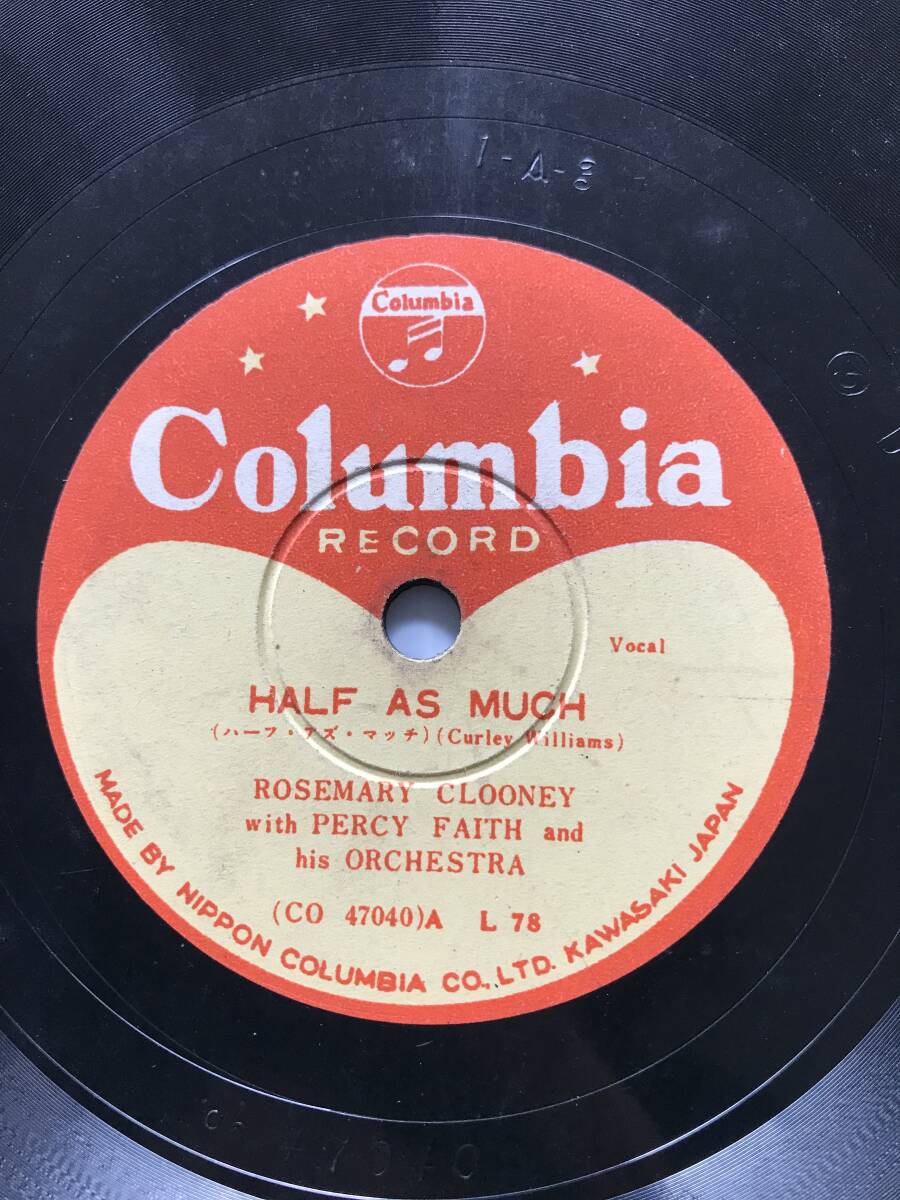 1-A-8
Columbia
Columbia
RECORD
Vocal
HALF AS MUCH
(ハーフ・アズ・マッチ) (Curley Williams)
ROSEMARY CLOONEY
with PERCY FAITH and
his ORCHESTRA
(CO 47040)A L 78
MADE BY NIPPON COLUMBIA CO., LTD. KAWASAKI JAPAN